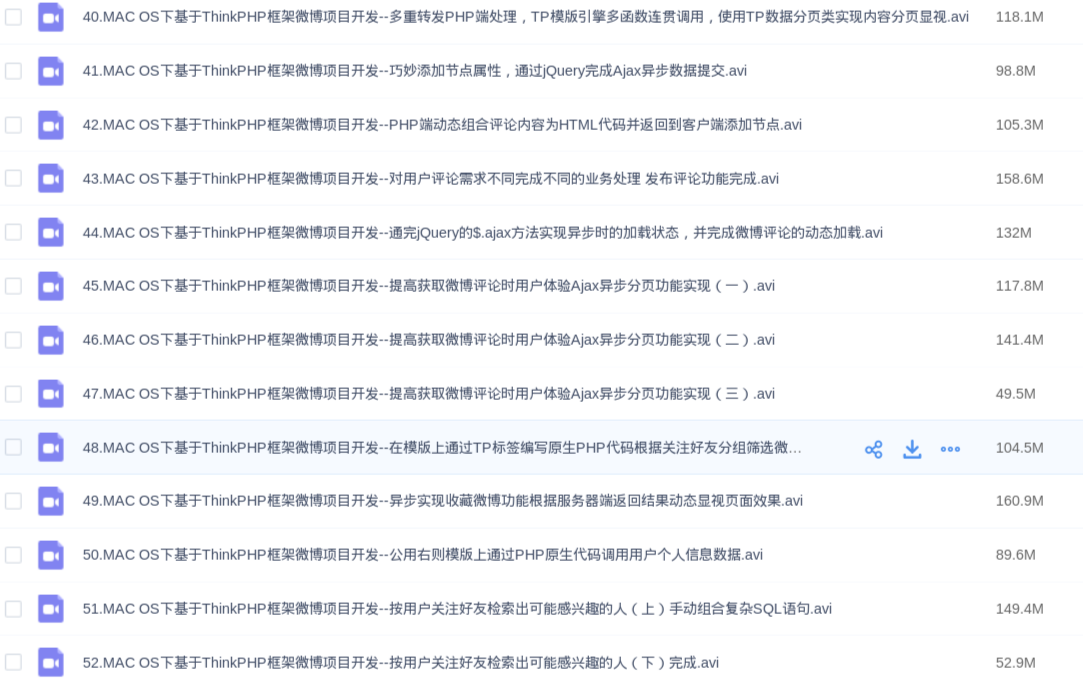 40.MAC OS下基于ThinkPHP框架微博项目开发--多重转发PHP端处理，TP模版引擎多函数连贯调用，使用TP数据分页类实现内容分页显视.avi 118.1M
41.MAC OS下基于ThinkPHP框架微博项目开发--巧妙添加节点属性，通过jQuery完成Ajax异步数据提交.avi 98.8M
42.MAC OS下基于ThinkPHP框架微博项目开发--PHP端动态组合评论内容为HTML代码并返回到客户端添加节点.avi 105.3M
43.MAC OS下基于ThinkPHP框架微博项目开发--对用户评论需求不同完成不同的业务处理 发布评论功能完成.avi 158.6M
44.MAC OS下基于ThinkPHP框架微博项目开发--通完jQuery的$.ajax方法实现异步时的加载状态，并完成微博评论的动态加载.avi 132M
45.MAC OS下基于ThinkPHP框架微博项目开发--提高获取微博评论时用户体验Ajax异步分页功能实现（一）.avi 117.8M
46.MAC OS下基于ThinkPHP框架微博项目开发--提高获取微博评论时用户体验Ajax异步分页功能实现（二）.avi 141.4M
47.MAC OS下基于ThinkPHP框架微博项目开发--提高获取微博评论时用户体验Ajax异步分页功能实现（三）.avi 49.5M
48.MAC OS下基于ThinkPHP框架微博项目开发--在模版上通过TP标签编写原生PHP代码根据关注好友分组筛选微... 104.5M
49.MAC OS下基于ThinkPHP框架微博项目开发--异步实现收藏微博功能根据服务器端返回结果动态显视页面效果.avi 160.9M
50.MAC OS下基于ThinkPHP框架微博项目开发--公用右则模版上通过PHP原生代码调用用户个人信息数据.avi 89.6M
51.MAC OS下基于ThinkPHP框架微博项目开发--按用户关注好友检索出可能感兴趣的人（上）手动组合复杂SQL语句.avi 149.4M
52.MAC OS下基于ThinkPHP框架微博项目开发--按用户关注好友检索出可能感兴趣的人（下）完成.avi 52.9M